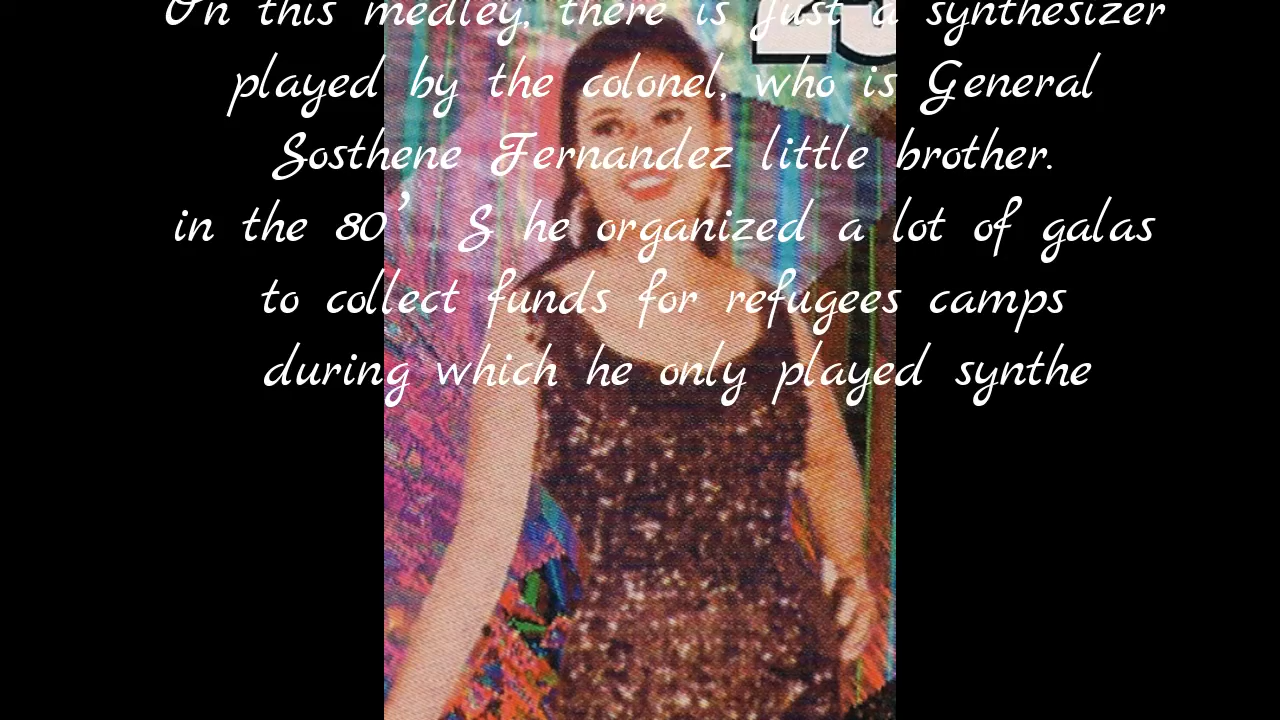 On this medley, there is Just a synthesizer
played by the colonel, who is General
Sosthene Fernandez little brother.
in the 80' S he organized a lot of galas
to collect funds for refugees camps
during which he only played synthe